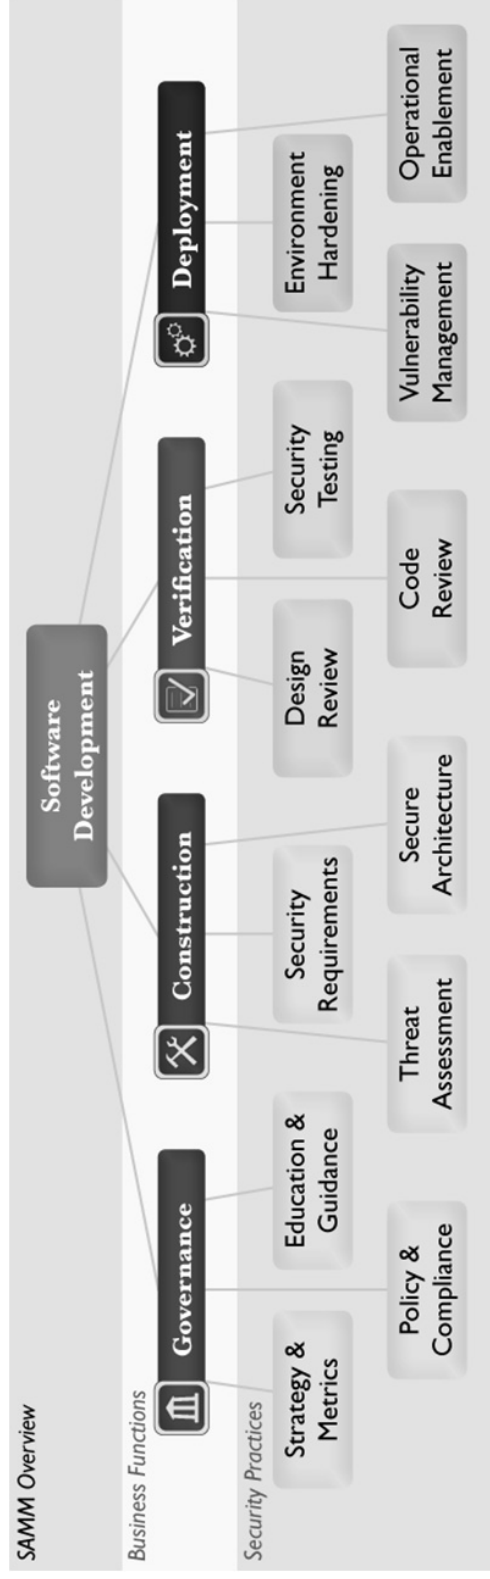 SAMM Overview
Software
Development
Business Functions
Governance
Construction
Verification
Deployment
Security Practices
Strategy &
Metrics
Education &
Guidance
Security
Requirements
Design
Review
Security
Testing
Environment
Hardening
Policy &
Compliance
Threat
Assessment
Secure
Architecture
Code
Review
Vulnerability
Management
Operational
Enablement